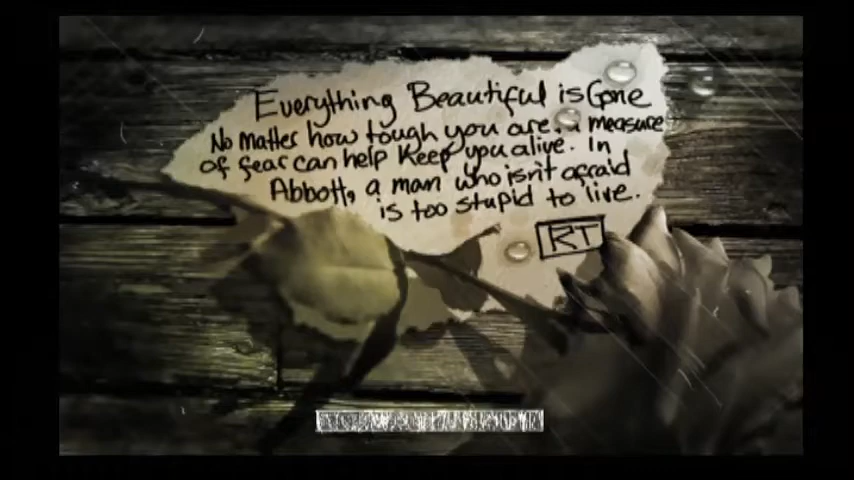 Everything Beautiful is Gone
No matter how tough you are, a measure
of fear can help keep you alive. In
Abbott, a man who isn't afraid
is too stupid to live.
RT